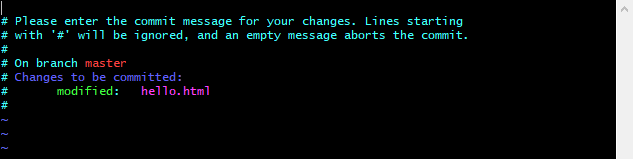 # Please enter the commit message for your changes. Lines starting
# with '#' will be ignored, and an empty message aborts the commit.
#
# On branch master
# Changes to be committed:
#       modified:   hello.html
#
~
~
~